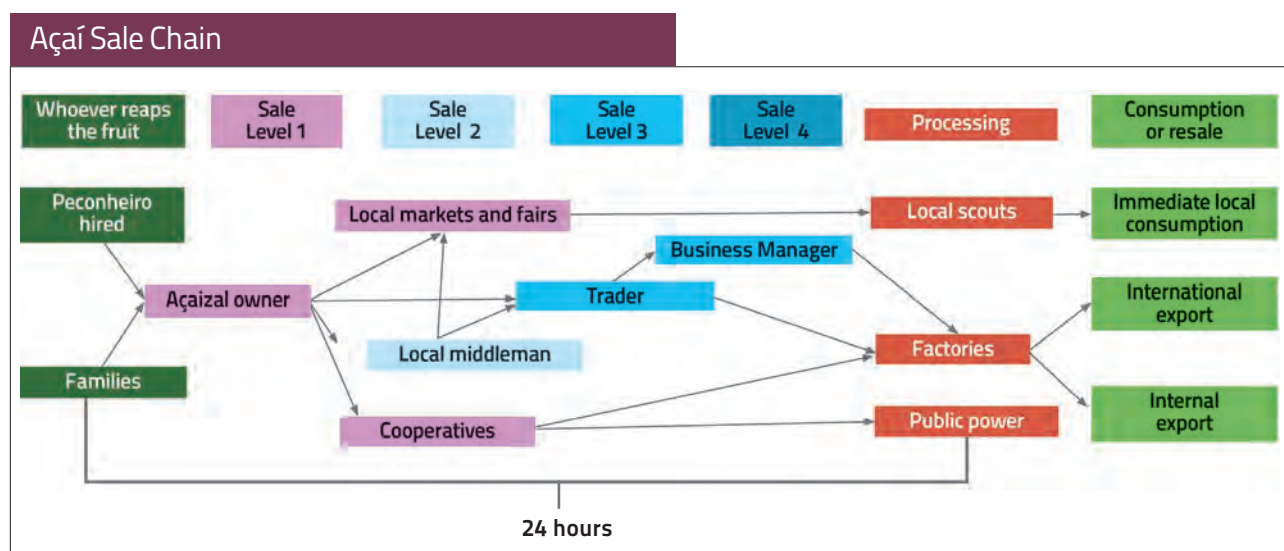 Açaí Sale Chain
Whoever reaps
the fruit
Sale
Level 1
Sale
Level 2
Sale
Level 3
Sale
Level 4
Processing
Consumption
or resale
Peconheiro
hired
Local markets and fairs
Local scouts
Immediate local
consumption
Business Manager
Açaizal owner
Trader
International
export
Local middleman
Factories
Families
Cooperatives
Public power
Internal
export
24 hours